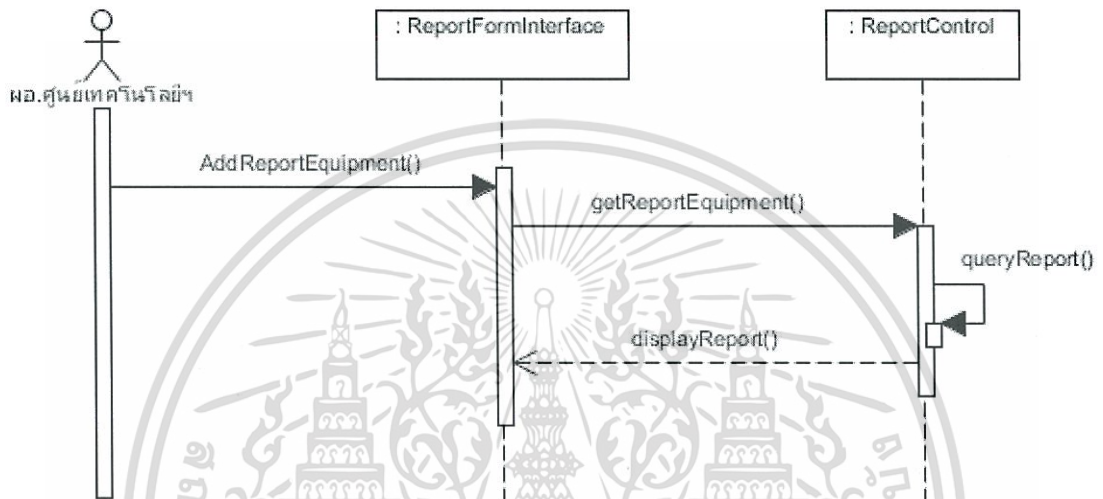 : ReportFormInterface
: ReportControl
ผอ.ศูนย์เทคโนโลยีฯ
AddReportEquipment()
getReportEquipment()
queryReport()
displayReport()